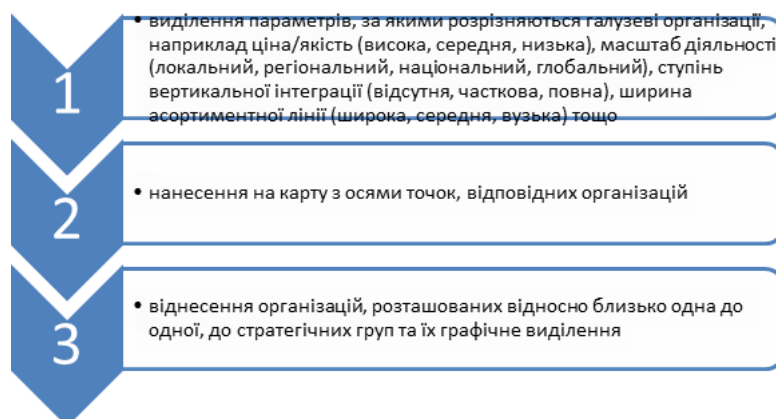 1
• виділення параметрів, за якими розрізняються галузеві організації,
наприклад ціна/якість (висока, середня, низька), масштаб діяльності
(локальний, регіональний, національний, глобальний), ступінь
вертикальної інтеграції (відсутня, часткова, повна), ширина
асортиментної лінії (широка, середня, вузька) тощо
2
• нанесення на карту з осями точок, відповідних організацій
3
• віднесення організацій, розташованих відносно близько одна до
одної, до стратегічних груп та їх графічне виділення